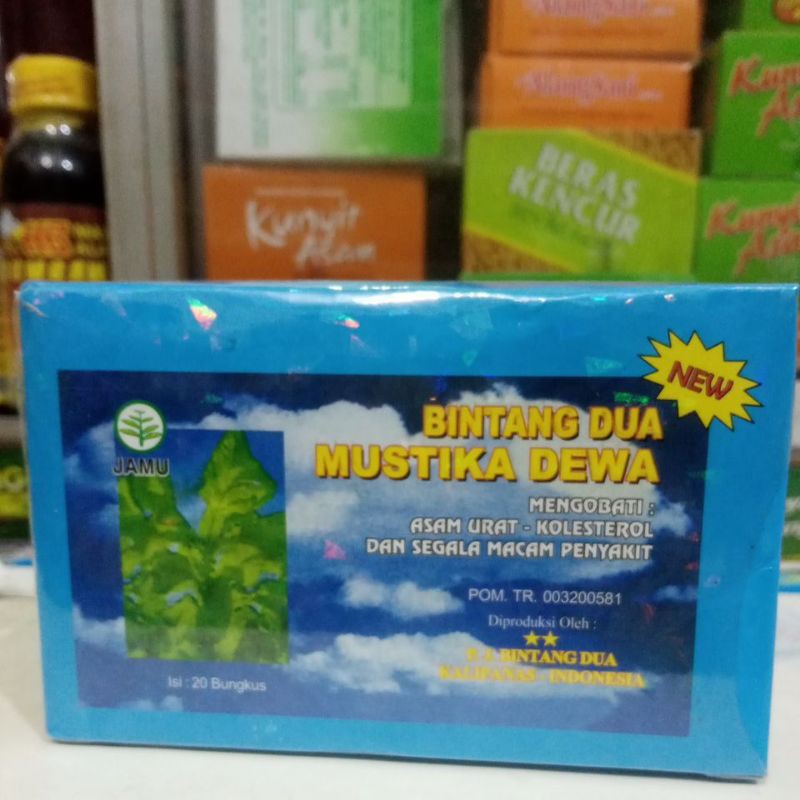 Kunyit
Asam
BERAS
KENCUR
NEW
JAMU
BINTANG DUA
MUSTIKA DEWA
MENGOBATI :
ASAM URAT - KOLESTEROL
DAN SEGALA MACAM PENYAKIT
POM. TR. 003200581
Diproduksi Oleh :
P. J. BINTANG DUA
KALIPANAS - INDONESIA
Isi : 20 Bungkus